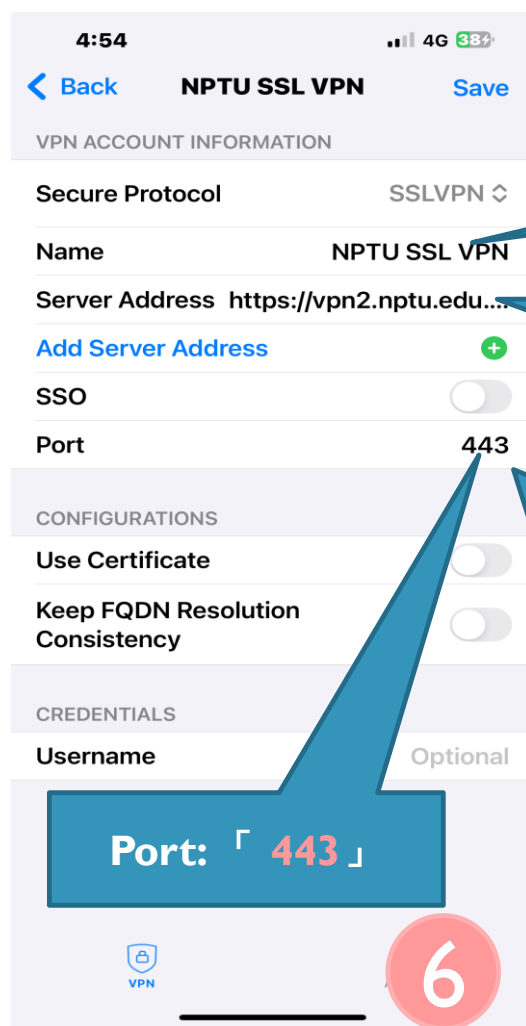 4:54 4G 38
Back NPTU SSL VPN Save
VPN ACCOUNT INFORMATION
Secure Protocol SSLVPN
Name NPTU SSL VPN
Server Address https://vpn2.nptu.edu....
Add Server Address
SSO
Port 443
CONFIGURATIONS
Use Certificate
Keep FQDN Resolution
Consistency
CREDENTIALS
Username Optional
Port:「 443 」
VPN
6